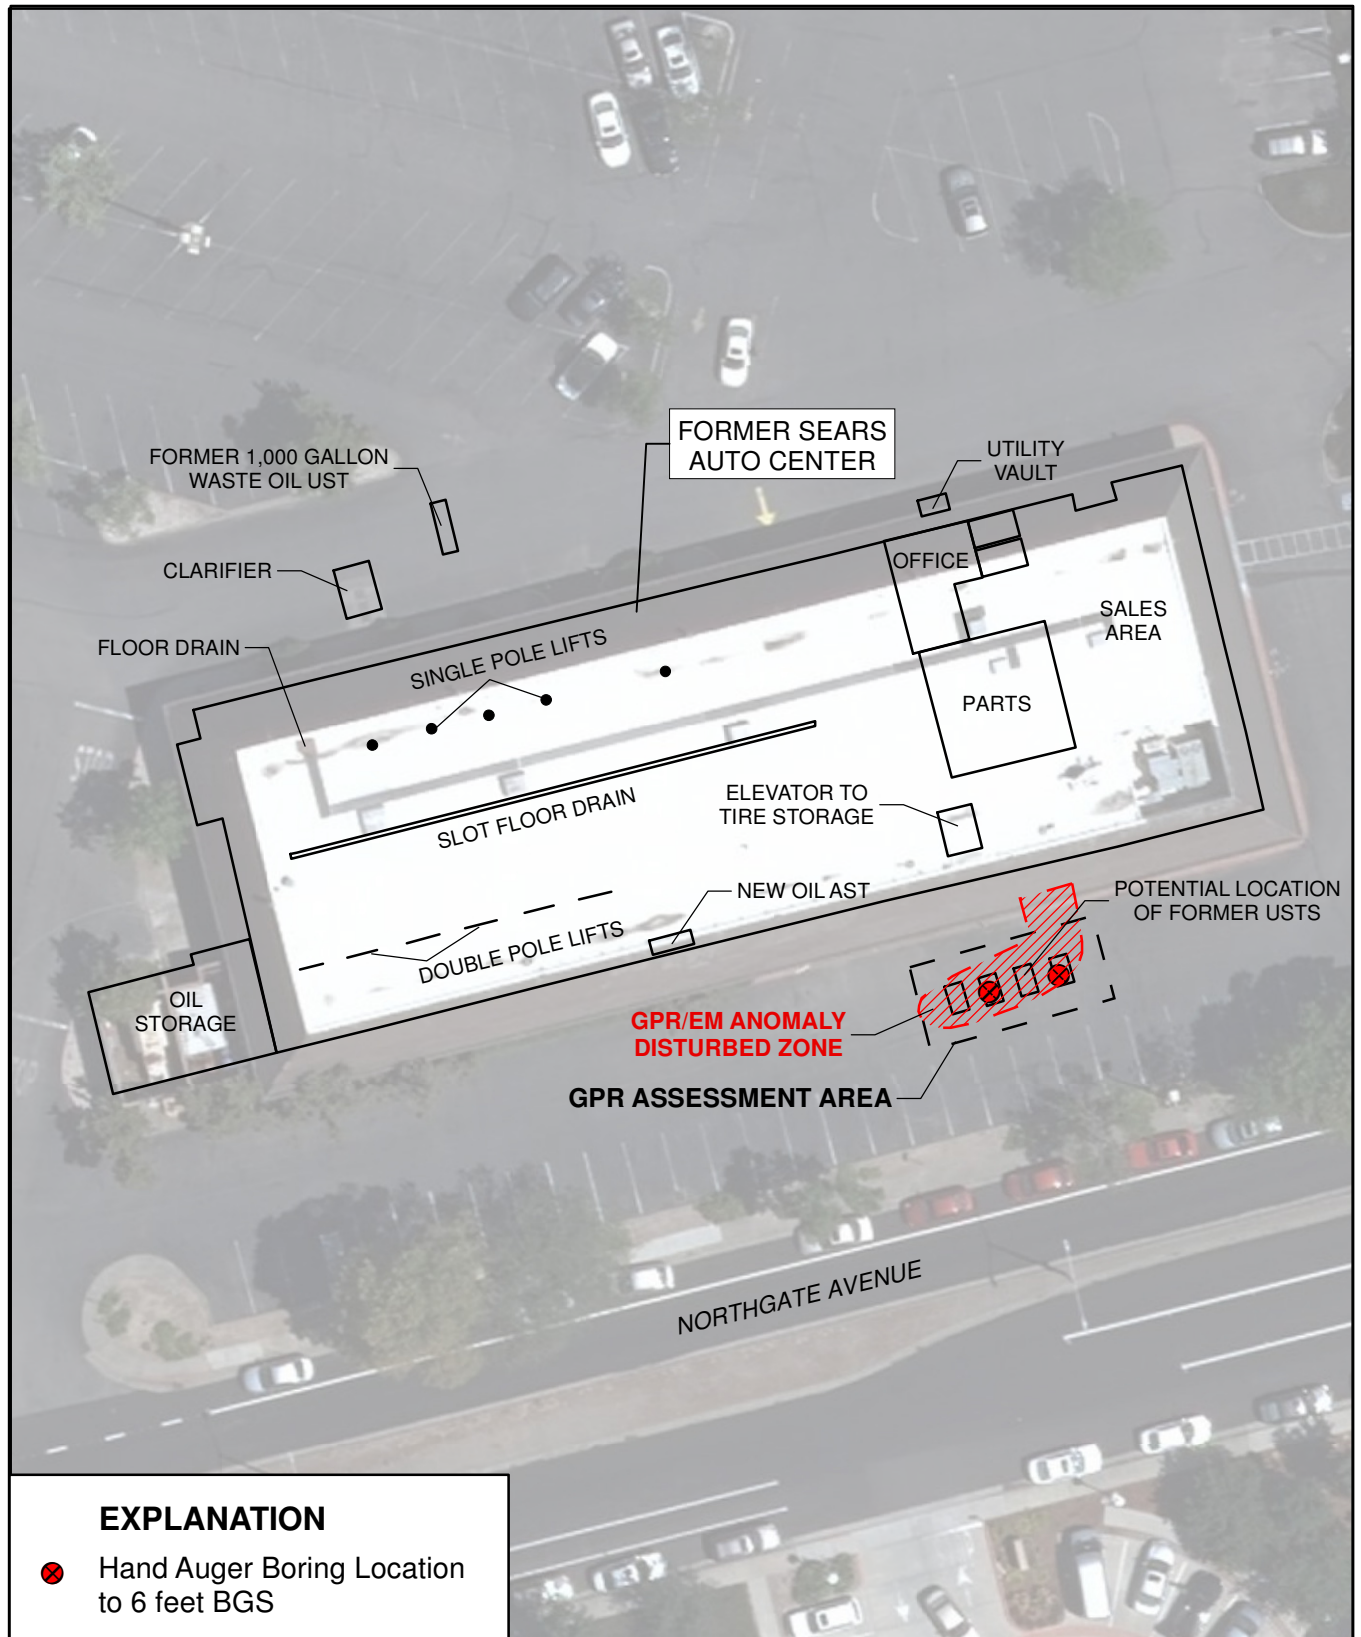 FORMER SEARS
AUTO CENTER
FORMER 1,000 GALLON
WASTE OIL UST
UTILITY
VAULT
CLARIFIER
OFFICE
SALES
AREA
FLOOR DRAIN
SINGLE POLE LIFTS
PARTS
ELEVATOR TO
TIRE STORAGE
SLOT FLOOR DRAIN
NEW OIL AST
POTENTIAL LOCATION
OF FORMER USTS
DOUBLE POLE LIFTS
OIL
STORAGE
GPR/EM ANOMALY
DISTURBED ZONE
GPR ASSESSMENT AREA
NORTHGATE AVENUE
EXPLANATION
Hand Auger Boring Location
to 6 feet BGS